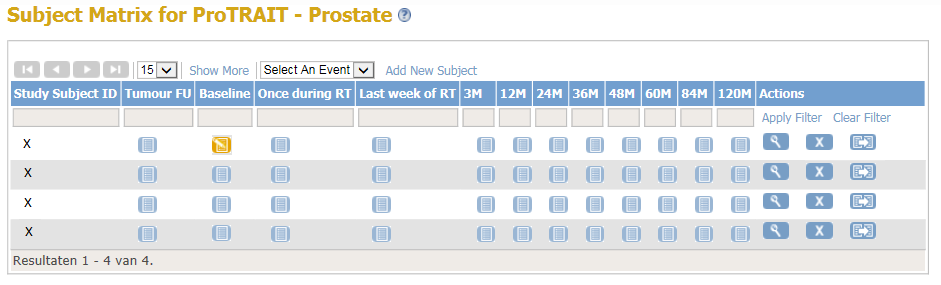 Subject Matrix for ProTRAIT - Prostate ?
15 Show More Select An Event Add New Subject
Study Subject ID Tumour FU Baseline Once during RT Last week of RT 3M 12M 24M 36M 48M 60M 84M 120M Actions
Apply Filter Clear Filter
X X
X X
X X
X X
Resultaten 1 - 4 van 4.